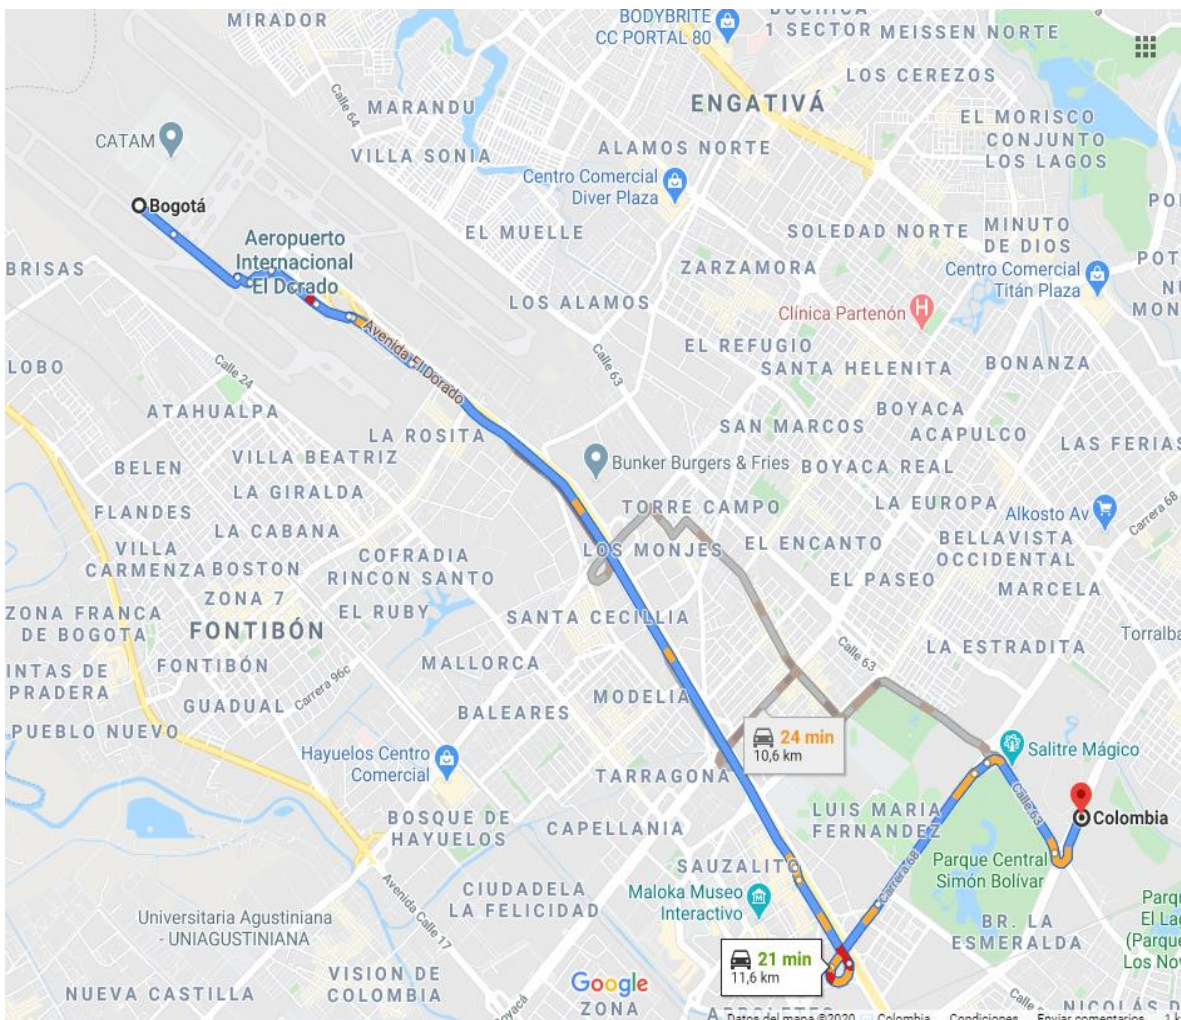 MIRADOR
BODYBRITE
CC PORTAL 80
1 SECTOR
MEISSEN NORTE
LOS CEREZOS
Calle 64
MARANDU
ENGATIVÁ
EL MORISCO
CONJUNTO
LOS LAGOS
CATAM
VILLA SONIA
ALAMOS NORTE
Centro Comercial
Diver Plaza
Bogotá
EL MUELLE
SOLEDAD NORTE
MINUTO
DE DIOS
Aeropuerto
Internacional
El Dorado
BRISAS
ZARZAMORA
Centro Comercial
Titán Plaza
LOS ALAMOS
Clínica Partenón
Avenida El Dorado
Calle 63
EL REFUGIO
SANTA HELENITA
BONANZA
LOBO
Calle 24
ATAHUALPA
BOYACA
SAN MARCOS
ACAPULCO
LAS FERIAS
LA ROSITA
VILLA BEATRIZ
BELEN
Bunker Burgers & Fries
BOYACA REAL
LA GIRALDA
TORRE CAMPO
LA EUROPA
Alkosto Av
Carrera 68
FLANDES
LA CABANA
VILLA
CARMENZA
BOSTON
COFRADIA
RINCON SANTO
LOS MONJES
EL ENCANTO
BELLAVISTA
OCCIDENTAL
EL PASEO
MARCELA
ZONA FRANCA
DE BOGOTA
ZONA 7
EL RUBY
SANTA CECILLIA
FONTIBÓN
LA ESTRADITA
Torralba
Calle 63
INTAS DE
PRADERA
FONTIBÓN
Carrera 96c
MALLORCA
MODELIA
GUADUAL
BALEARES
PUEBLO NUEVO
24 min
10,6 km
Hayuelos Centro
Comercial
Salitre Mágico
TARRAGONA
Calle 63
Colombia
BOSQUE DE
HAYUELOS
CAPELLANIA
LUIS MARIA
FERNANDEZ
SAUZALITO
Carrera 68
Parque Central
Simón Bolívar
Avenida Calle 17
CIUDADELA
LA FELICIDAD
Maloka Museo
Interactivo
Universitaria Agustiniana
- UNIAGUSTINIANA
BR. LA
ESMERALDA
El Lag
(Parque
Los Nov
21 min
11,6 km
VISION DE
COLOMBIA
NUEVA CASTILLA
Google
ZONA
Boyacá
Datos del mapa ©2020
Colombia
Condiciones
Enviar comentarios